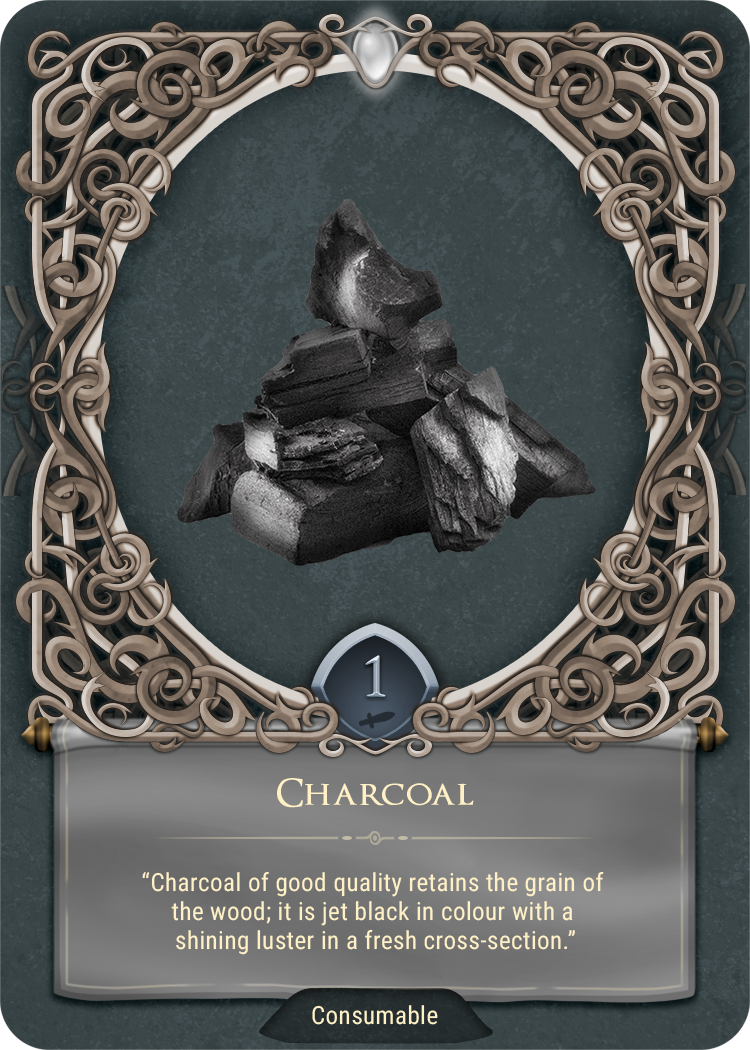 1
Charcoal
“Charcoal of good quality retains the grain of
the wood; it is jet black in colour with a
shining luster in a fresh cross-section.”
Consumable